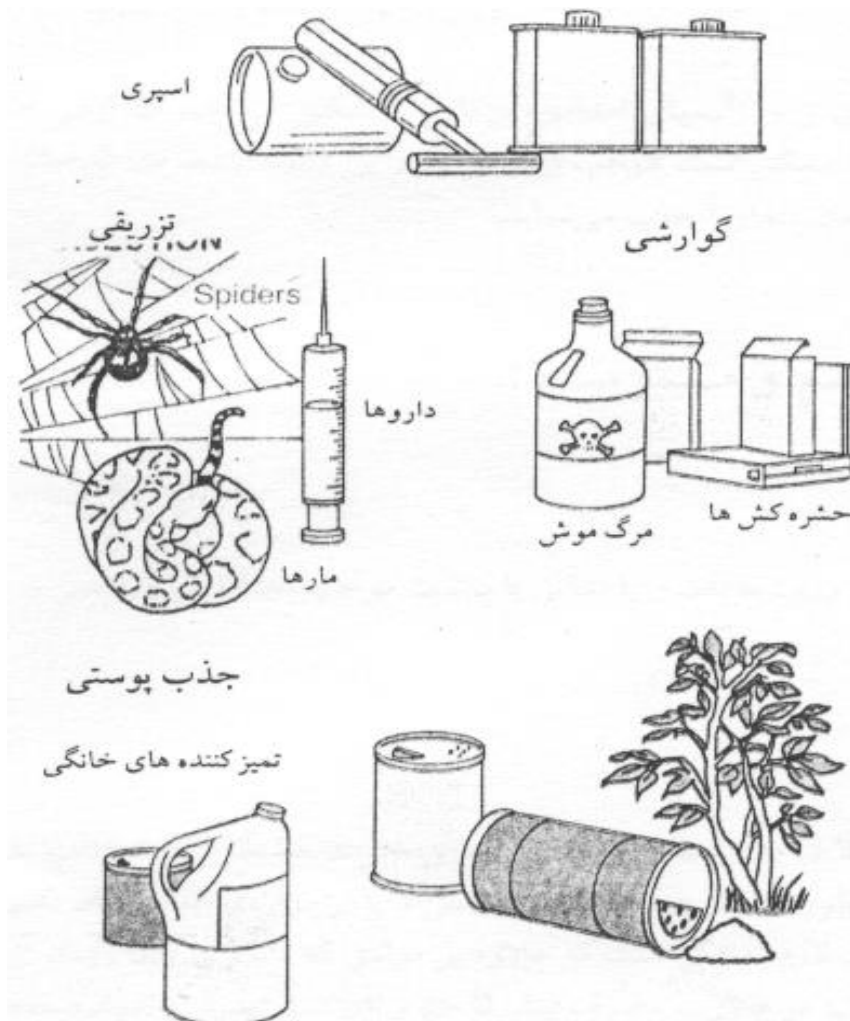 اسپری
گوارشی
تزریقی
Spiders
داروها
مارها
مرگ موش
حشره کش ها
جذب پوستی
تمیز کننده های خانگی